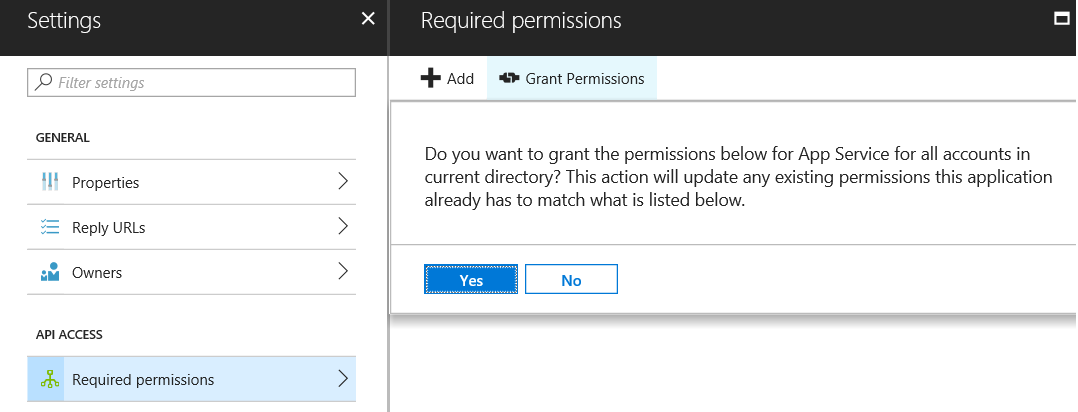 Settings
Filter settings
GENERAL
Properties
Reply URLs
Owners
API ACCESS
Required permissions
Required permissions
Add
Grant Permissions
Do you want to grant the permissions below for App Service for all accounts in
current directory? This action will update any existing permissions this application
already has to match what is listed below.
Yes
No